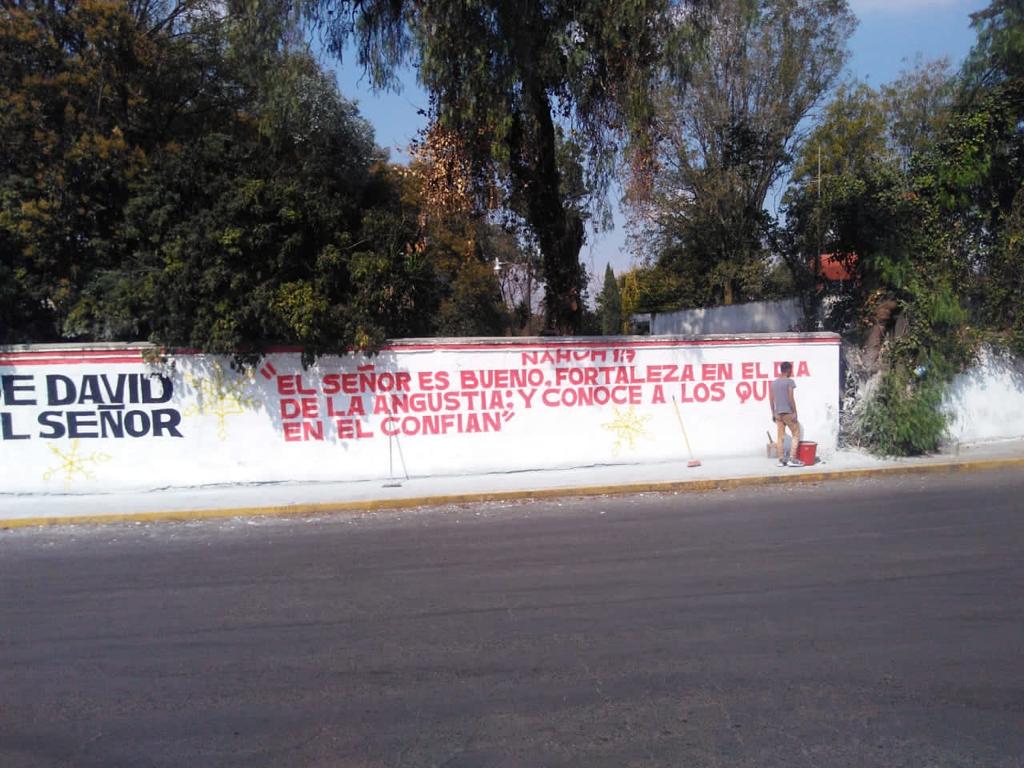 E DAVID
L SEÑOR
NAHUM 1:7
"EL SEÑOR ES BUENO, FORTALEZA EN EL DIA
DE LA ANGUSTIA; Y CONOCE A LOS QU
EN EL CONFIAN"